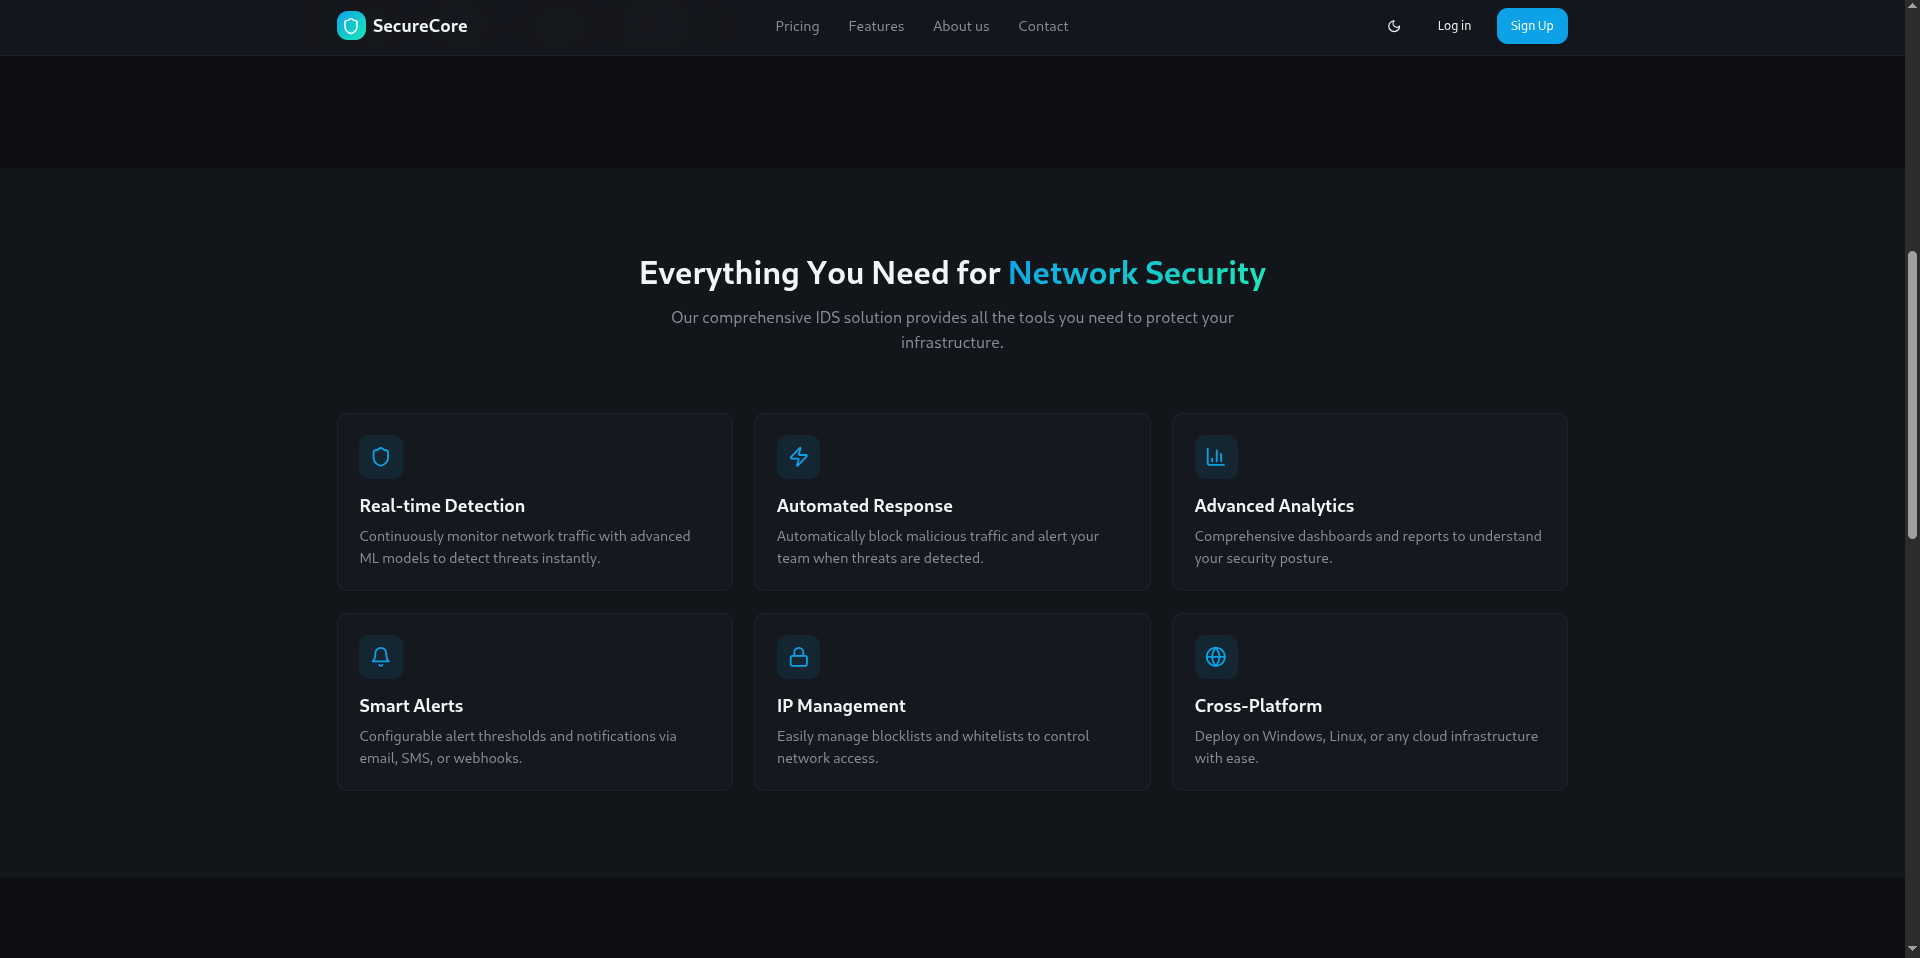 SecureCore
Pricing
Features
About us
Contact
Log in
Sign Up
Everything You Need for Network Security
Our comprehensive IDS solution provides all the tools you need to protect your
infrastructure.
Real-time Detection
Continuously monitor network traffic with advanced
ML models to detect threats instantly.
Automated Response
Automatically block malicious traffic and alert your
team when threats are detected.
Advanced Analytics
Comprehensive dashboards and reports to understand
your security posture.
Smart Alerts
Configurable alert thresholds and notifications via
email, SMS, or webhooks.
IP Management
Easily manage blocklists and whitelists to control
network access.
Cross-Platform
Deploy on Windows, Linux, or any cloud infrastructure
with ease.